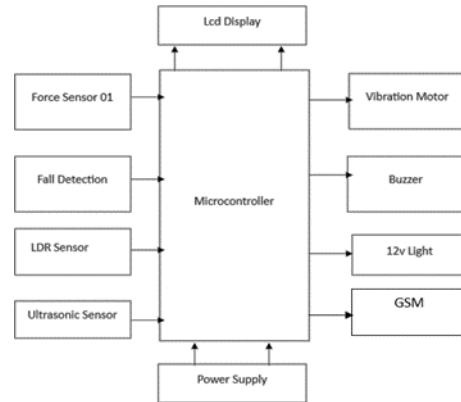 Lcd Display
Force Sensor 01
Vibration Motor
Fall Detection
Buzzer
Microcontroller
LDR Sensor
12v Light
Ultrasonic Sensor
GSM
Power Supply